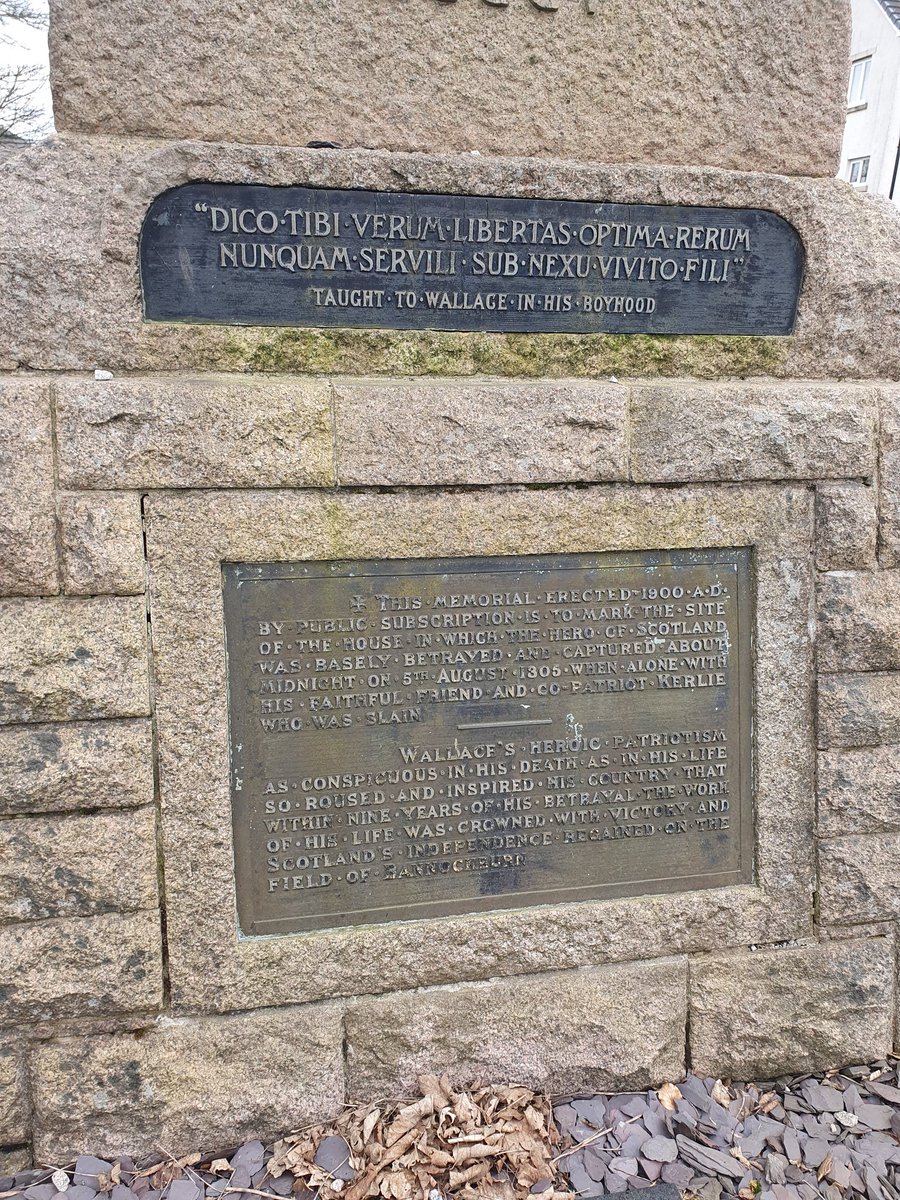 "DICO·TIBI·VERUM·LIBERTAS·OPTIMA·RERUM
NUNQUAM·SERVILI·SUB·NEXU·VIVITO·FILI"
TAUGHT·TO·WALLACE·IN·HIS·BOYHOOD
✠ THIS·MEMORIAL·ERECTED·1900·A·D·
BY·PUBLIC·SUBSCRIPTION·IS·TO·MARK·THE·SITE
OF·THE·HOUSE·IN·WHICH·THE·HERO·OF·SCOTLAND
WAS·BASELY·BETRAYED·AND·CAPTURED·ABOUT
MIDNIGHT·ON·5TH·AUGUST·1305·WHEN·ALONE·WITH
HIS·FAITHFUL·FRIEND·AND·CO-PATRIOT·KERLIE
WHO·WAS·SLAIN
WALLACE'S·HEROIC·PATRIOTISM
AS·CONSPICUOUS·IN·HIS·DEATH·AS·IN·HIS·LIFE
SO·ROUSED·AND·INSPIRED·HIS·COUNTRY·THAT
WITHIN·NINE·YEARS·OF·HIS·BETRAYAL·THE·WORK
OF·HIS·LIFE·WAS·CROWNED·WITH·VICTORY·AND
SCOTLAND'S·INDEPENDENCE·REGAINED·ON·THE
FIELD·OF·BANNOCKBURN